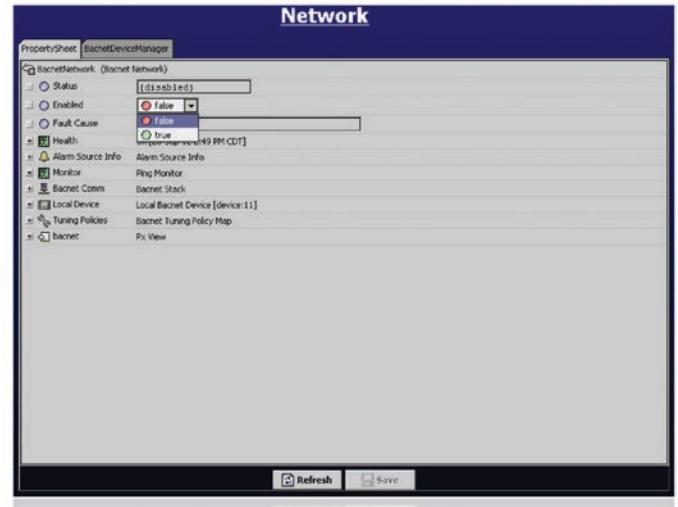 Network
PropertySheet BacnetDeviceManager
BacnetNetwork (Bacnet Network)
Status {disabled}
Enabled false
false
true
Fault Cause
Health PM CDT]
Alarm Source Info Alarm Source Info
Monitor Ping Monitor
Bacnet Comm Bacnet Stack
Local Device Local Bacnet Device [device:11]
Tuning Policies Bacnet Tuning Policy Map
bacnet Px View
Refresh Save